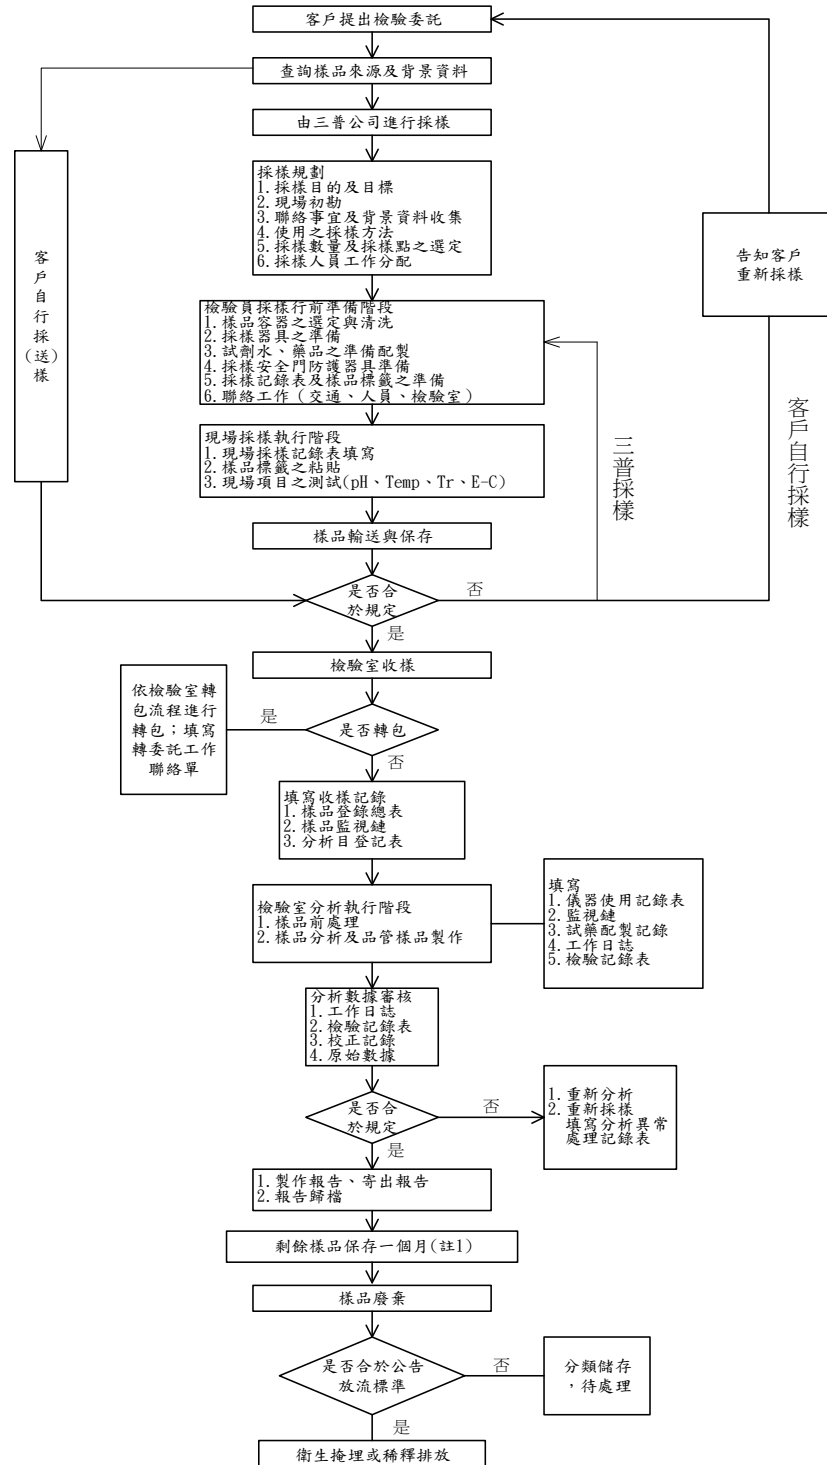 客戶提出檢驗委託
查詢樣品來源及背景資料
由三普公司進行採樣
採樣規劃
1.採樣目的及目標
2.現場初勘
3.聯絡事宜及背景資料收集
4.使用之採樣方法
5.採樣數量及採樣點之選定
6.採樣人員工作分配
客戶自行採(送)樣
告知客戶
重新採樣
檢驗員採樣行前準備階段
1.樣品容器之選定與清洗
2.採樣器具之準備
3.試劑水、藥品之準備配製
4.採樣安全門防護器具準備
5.採樣記錄表及樣品標籤之準備
6.聯絡工作(交通、人員、檢驗室)
三普採樣
客戶自行採樣
現場採樣執行階段
1.現場採樣記錄表填寫
2.樣品標籤之粘貼
3.現場項目之測試(pH、Temp、Tr、E-C)
樣品輸送與保存
是否合
於規定
否
是
檢驗室收樣
依檢驗室轉
包流程進行
轉包；填寫
轉委託工作
聯絡單
是
是否轉包
否
填寫收樣記錄
1.樣品登錄總表
2.樣品監視鏈
3.分析目登記表
檢驗室分析執行階段
1.樣品前處理
2.樣品分析及品管樣品製作
填寫
1.儀器使用記錄表
2.監視鏈
3.試藥配製記錄
4.工作日誌
5.檢驗記錄表
分析數據審核
1.工作日誌
2.檢驗記錄表
3.校正記錄
4.原始數據
是否合
於規定
否
1.重新分析
2.重新採樣
填寫分析異常
處理記錄表
是
1.製作報告、寄出報告
2.報告歸檔
剩餘樣品保存一個月(註1)
樣品廢棄
是否合於公告
放流標準
否
分類儲存
，待處理
是
衛生掩埋或稀釋排放